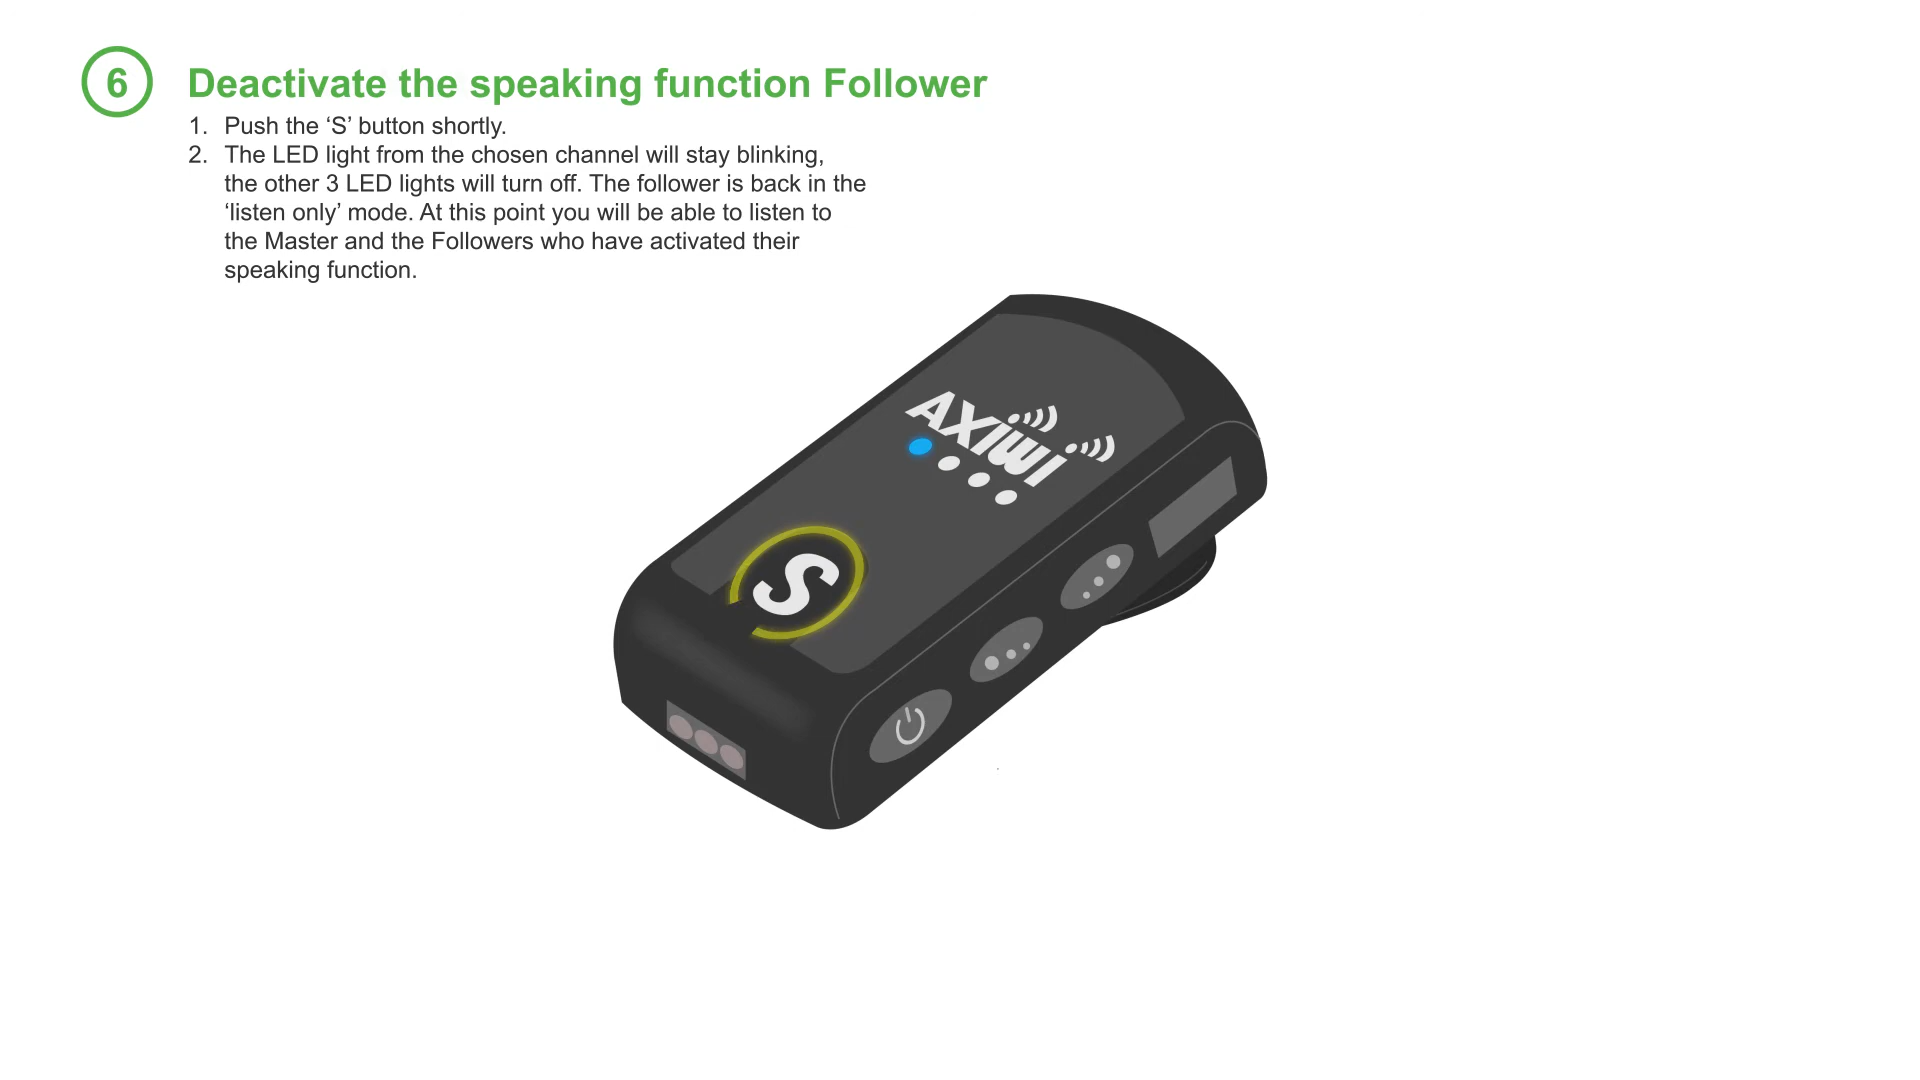 6
Deactivate the speaking function Follower
1. Push the ‘S’ button shortly.
2. The LED light from the chosen channel will stay blinking,
the other 3 LED lights will turn off. The follower is back in the
‘listen only’ mode. At this point you will be able to listen to
the Master and the Followers who have activated their
speaking function.
AXIWI
S